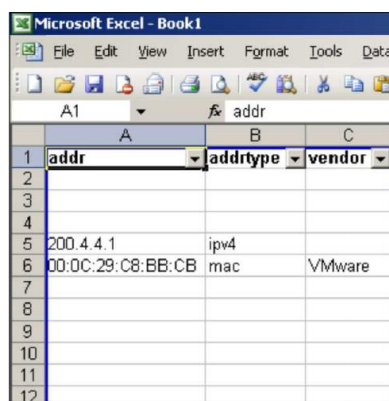 Microsoft Excel - Book1
File Edit View Insert Format Tools Data
A1 fx addr
A B C
1 addr addrtype vendor
2
3
4
5 200.4.4.1 ipv4
6 00:0C:29:C8:BB:CB mac VMware
7
8
9
10
11
12